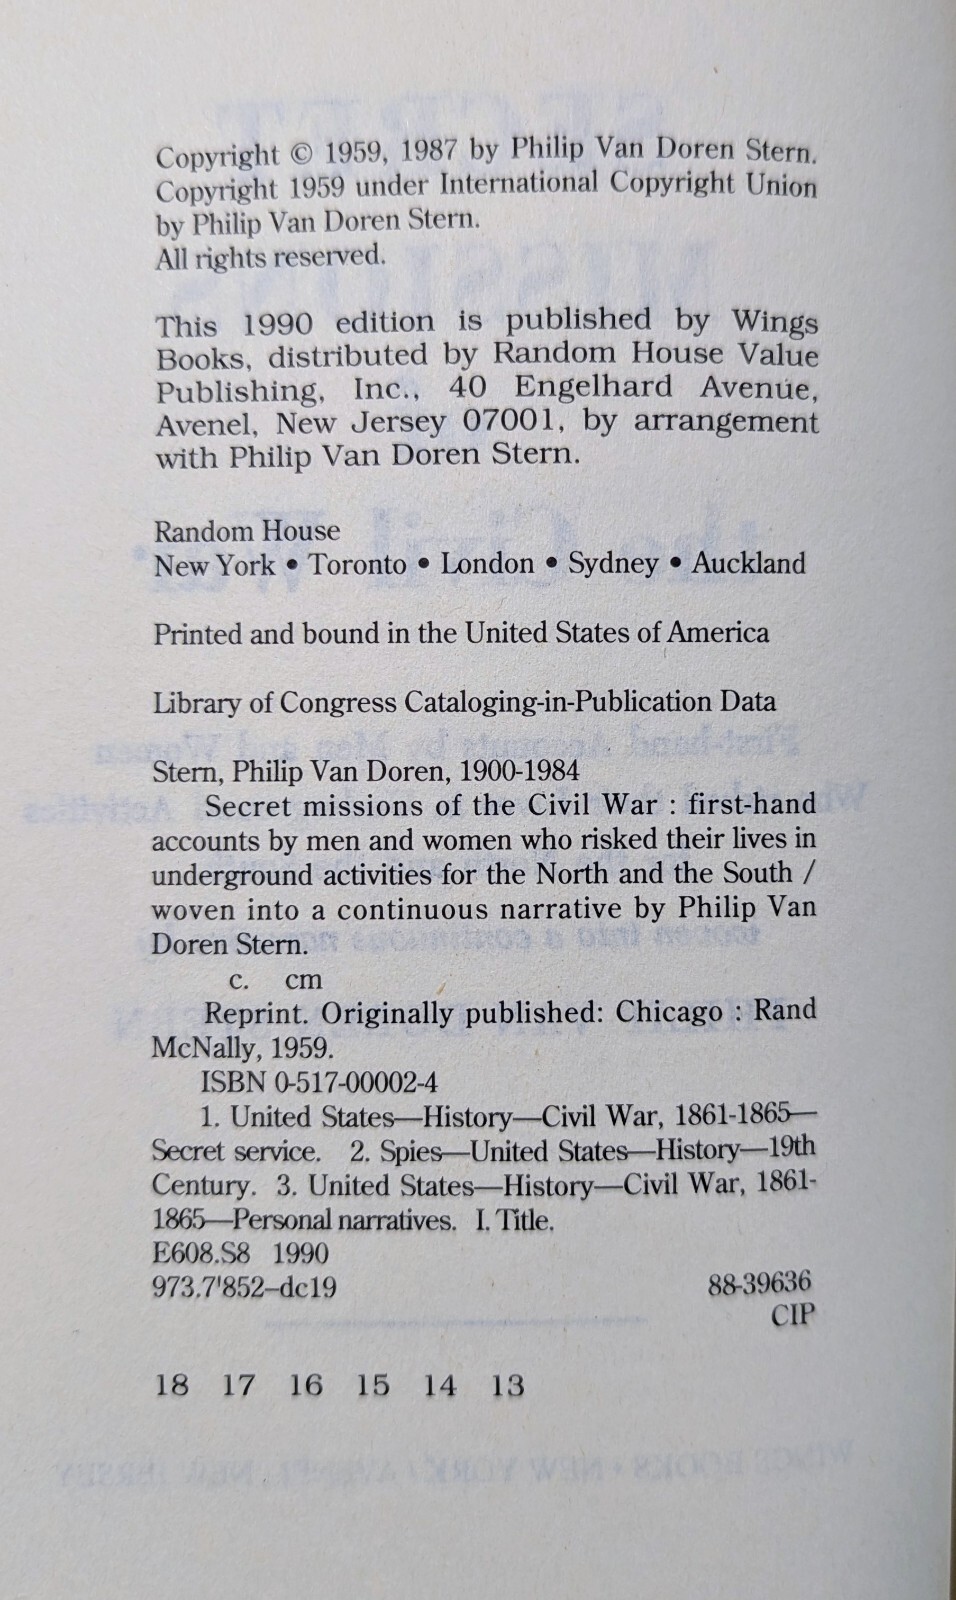 Copyright © 1959, 1987 by Philip Van Doren Stern.
Copyright 1959 under International Copyright Union
by Philip Van Doren Stern.
All rights reserved.
This 1990 edition is published by Wings
Books, distributed by Random House Value
Publishing, Inc., 40 Engelhard Avenue,
Avenel, New Jersey 07001, by arrangement
with Philip Van Doren Stern.
Random House
New York • Toronto • London • Sydney • Auckland
Printed and bound in the United States of America
Library of Congress Cataloging-in-Publication Data
Stern, Philip Van Doren, 1900-1984
Secret missions of the Civil War : first-hand
accounts by men and women who risked their lives in
underground activities for the North and the South /
woven into a continuous narrative by Philip Van
Doren Stern.
c. cm
Reprint. Originally published: Chicago : Rand
McNally, 1959.
ISBN 0-517-00002-4
1. United States—History—Civil War, 1861-1865—
Secret service. 2. Spies—United States—History—19th
Century. 3. United States—History—Civil War, 1861-
1865—Personal narratives. I. Title.
E608.S8 1990
973.7'852–dc19 88-39636
CIP
18 17 16 15 14 13